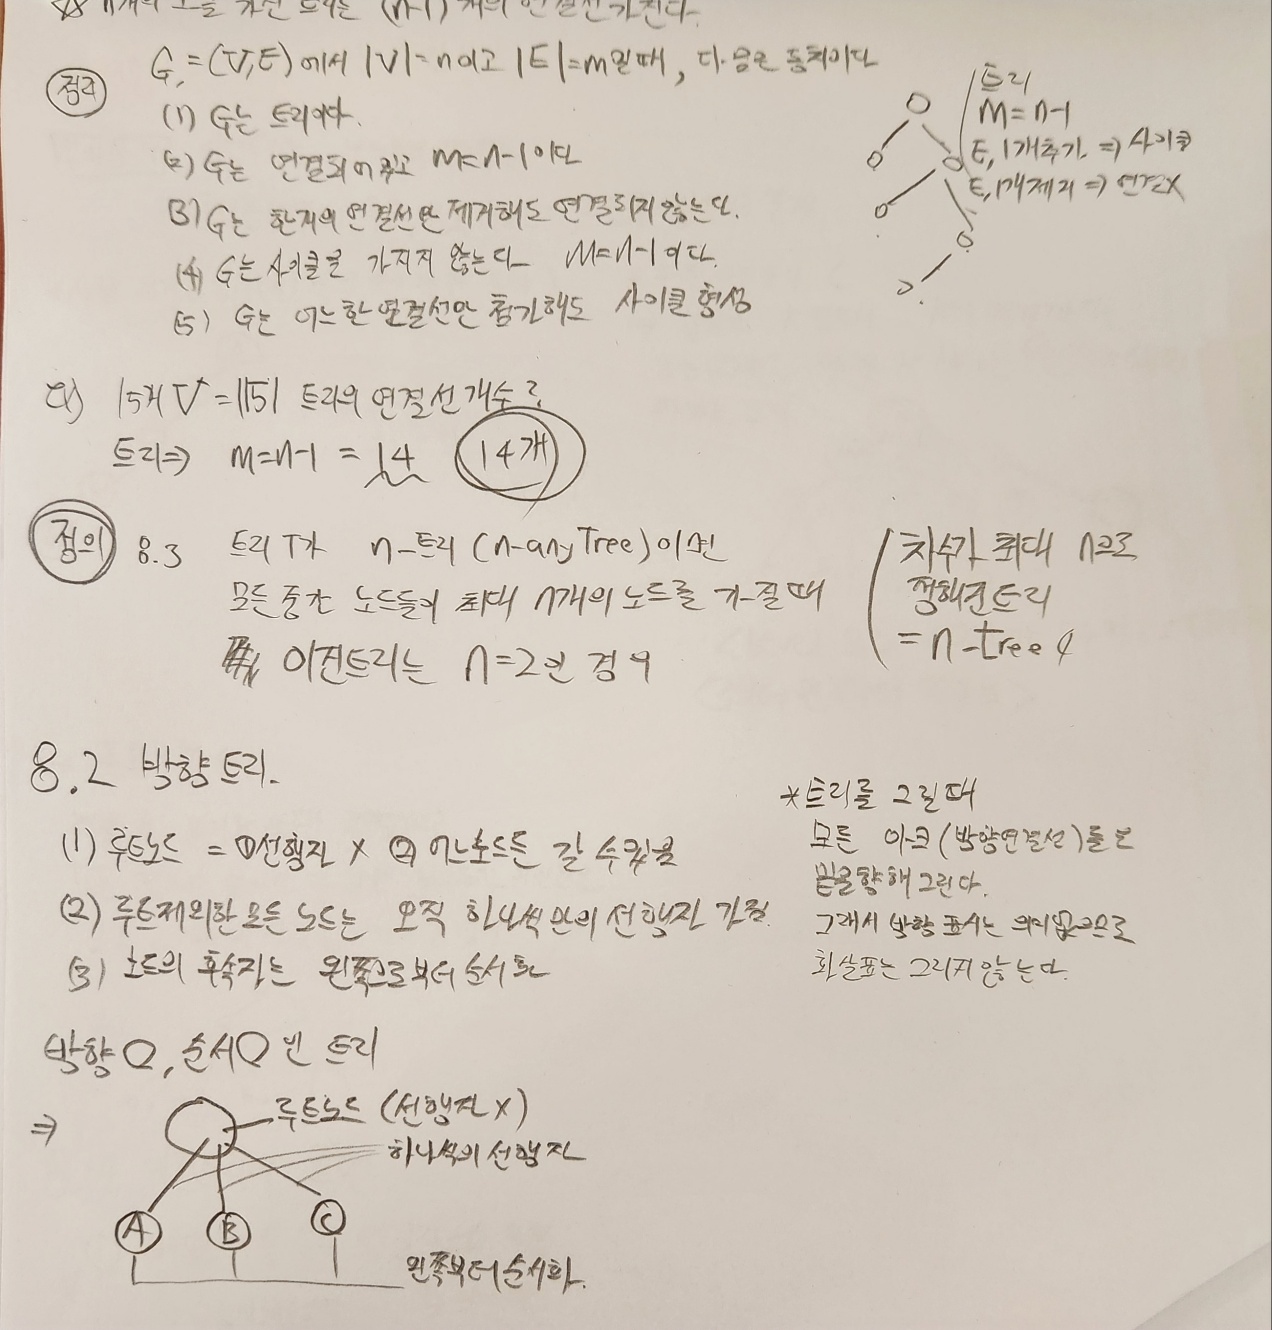 n개의 노드를 가진 트리는 (n-1)개의 연결선 가진다.
정리
G=(V,E)에서 |V|=n이고 |E|=m일때, 다음은 동치이다
(1) G는 트리이다.
(2) G는 연결되어 있고 m=n-1이다
(3) G는 한개의 연결선만 제거해도 연결되지 않는다.
(4) G는 사이클을 가지지 않는다 m=n-1이다.
(5) G는 어느한 연결선만 첨가해도 사이클 형성
트리
m=n-1
E, 1개추가 ⇒ 사이클
E, 1개제거 ⇒ 연결X
예) 15개 V=|15| 트리의 연결선 개수?
트리⇒ m=n-1 = 14 14개
정의 8.3 트리 T가 n-트리 (n-any Tree)이면
모든 중간 노드들이 최대 n개의 노드를 가질때
이진트리는 n=2인 경우
차수가 최대 n으로
정해진트리
= n-tree
8.2 방향트리.
(1) 루트노드 = ①선행자 X ② 어느노드든 갈 수있음
(2) 루트제외한 모든 노드는 오직 하나씩만의 선행자 가짐
(3) 노드의 후속자는 왼쪽으로부터 순서화
*트리를 그릴때
모든 아크(방향연결선)를
밑을향해 그린다.
그래서 방향 표시는 의미없으므로
화살표는 그리지 않는다.
방향O, 순서O 인 트리
⇒
루트노드 (선행자 X)
하나씩의 선행자
A B C
왼쪽부터 순서화.